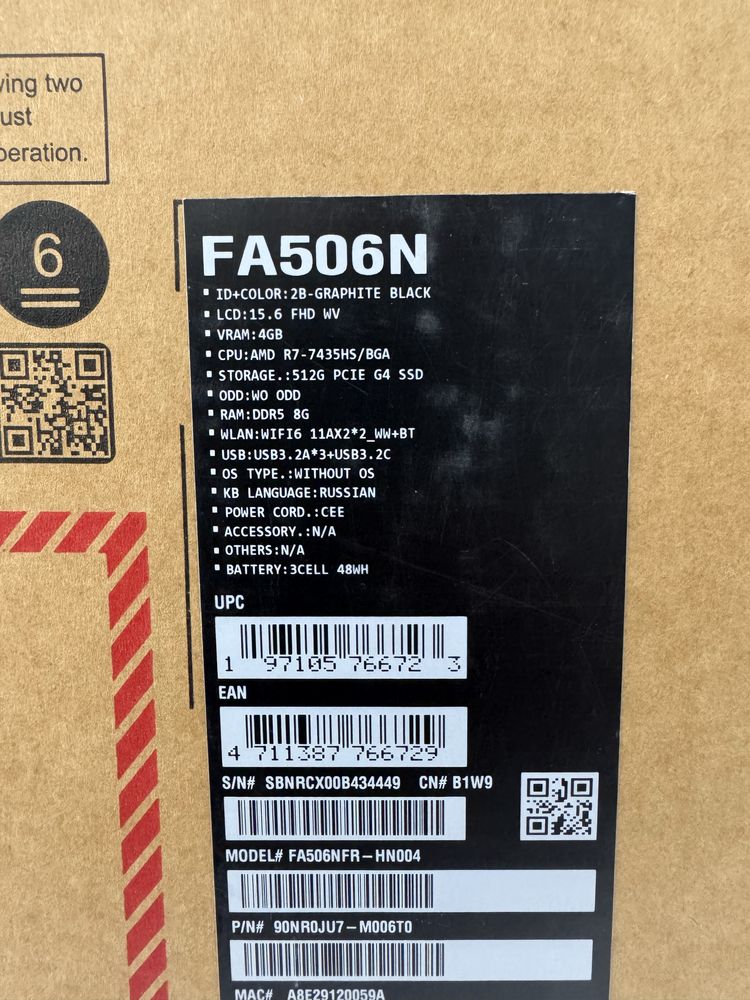 ing two
ust
peration.
6
FA506N
ID+COLOR:2B-GRAPHITE BLACK
LCD:15.6 FHD WV
VRAM:4GB
CPU:AMD R7-7435HS/BGA
STORAGE.:512G PCIE G4 SSD
ODD:WO ODD
RAM:DDR5 8G
WLAN:WIFI6 11AX2*2_WW+BT
USB:USB3.2A*3+USB3.2C
OS TYPE.:WITHOUT OS
KB LANGUAGE:RUSSIAN
POWER CORD.:CEE
ACCESSORY.:N/A
OTHERS:N/A
BATTERY:3CELL 48WH
UPC
1 97105 76672 3
EAN
4 711387 766729
S/N# SBNRCX00B434449 CN# B1W9
MODEL# FA506NFR-HN004
P/N# 90NR0JU7-M006T0
MAC# A8E29120059A